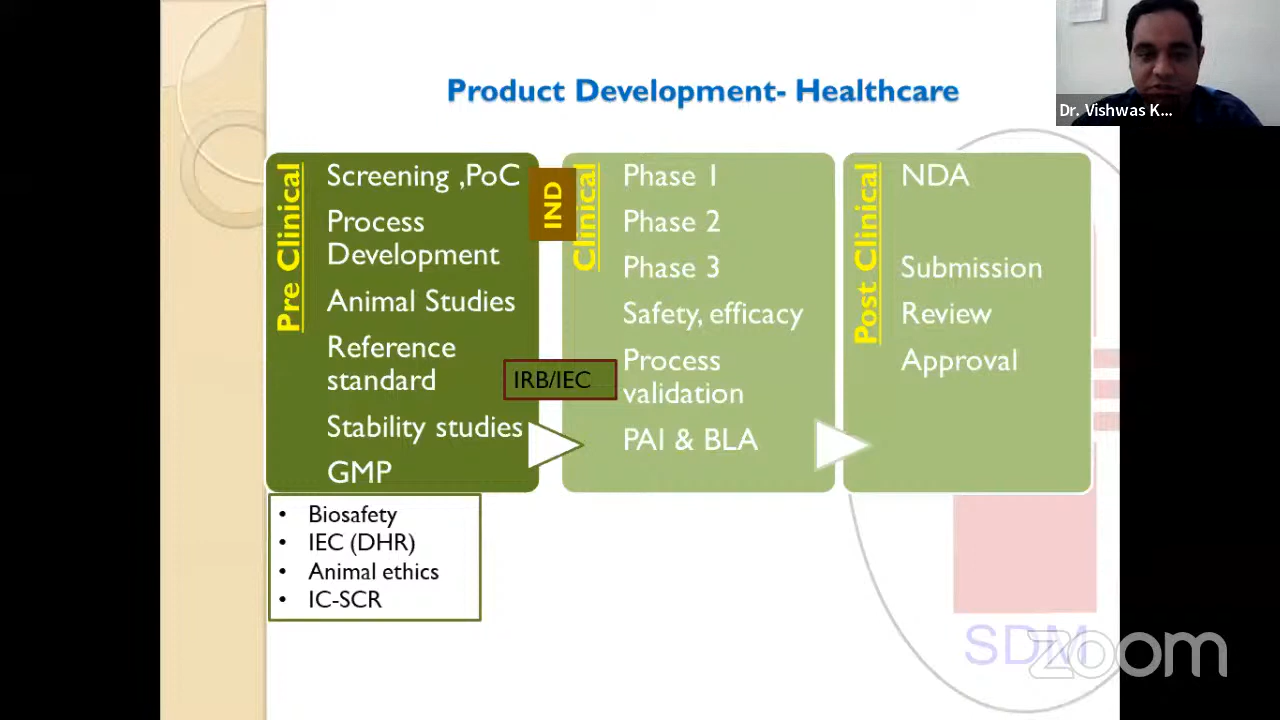 Product Development- Healthcare
Dr. Vishwas K...
Pre Clinical
Screening ,PoC
Process
Development
Animal Studies
Reference
standard
Stability studies
GMP
IND
IRB/IEC
Clinical
Phase 1
Phase 2
Phase 3
Safety, efficacy
Process
validation
PAI & BLA
Post Clinical
NDA
Submission
Review
Approval
• Biosafety
• IEC (DHR)
• Animal ethics
• IC-SCR
SDM
zoom